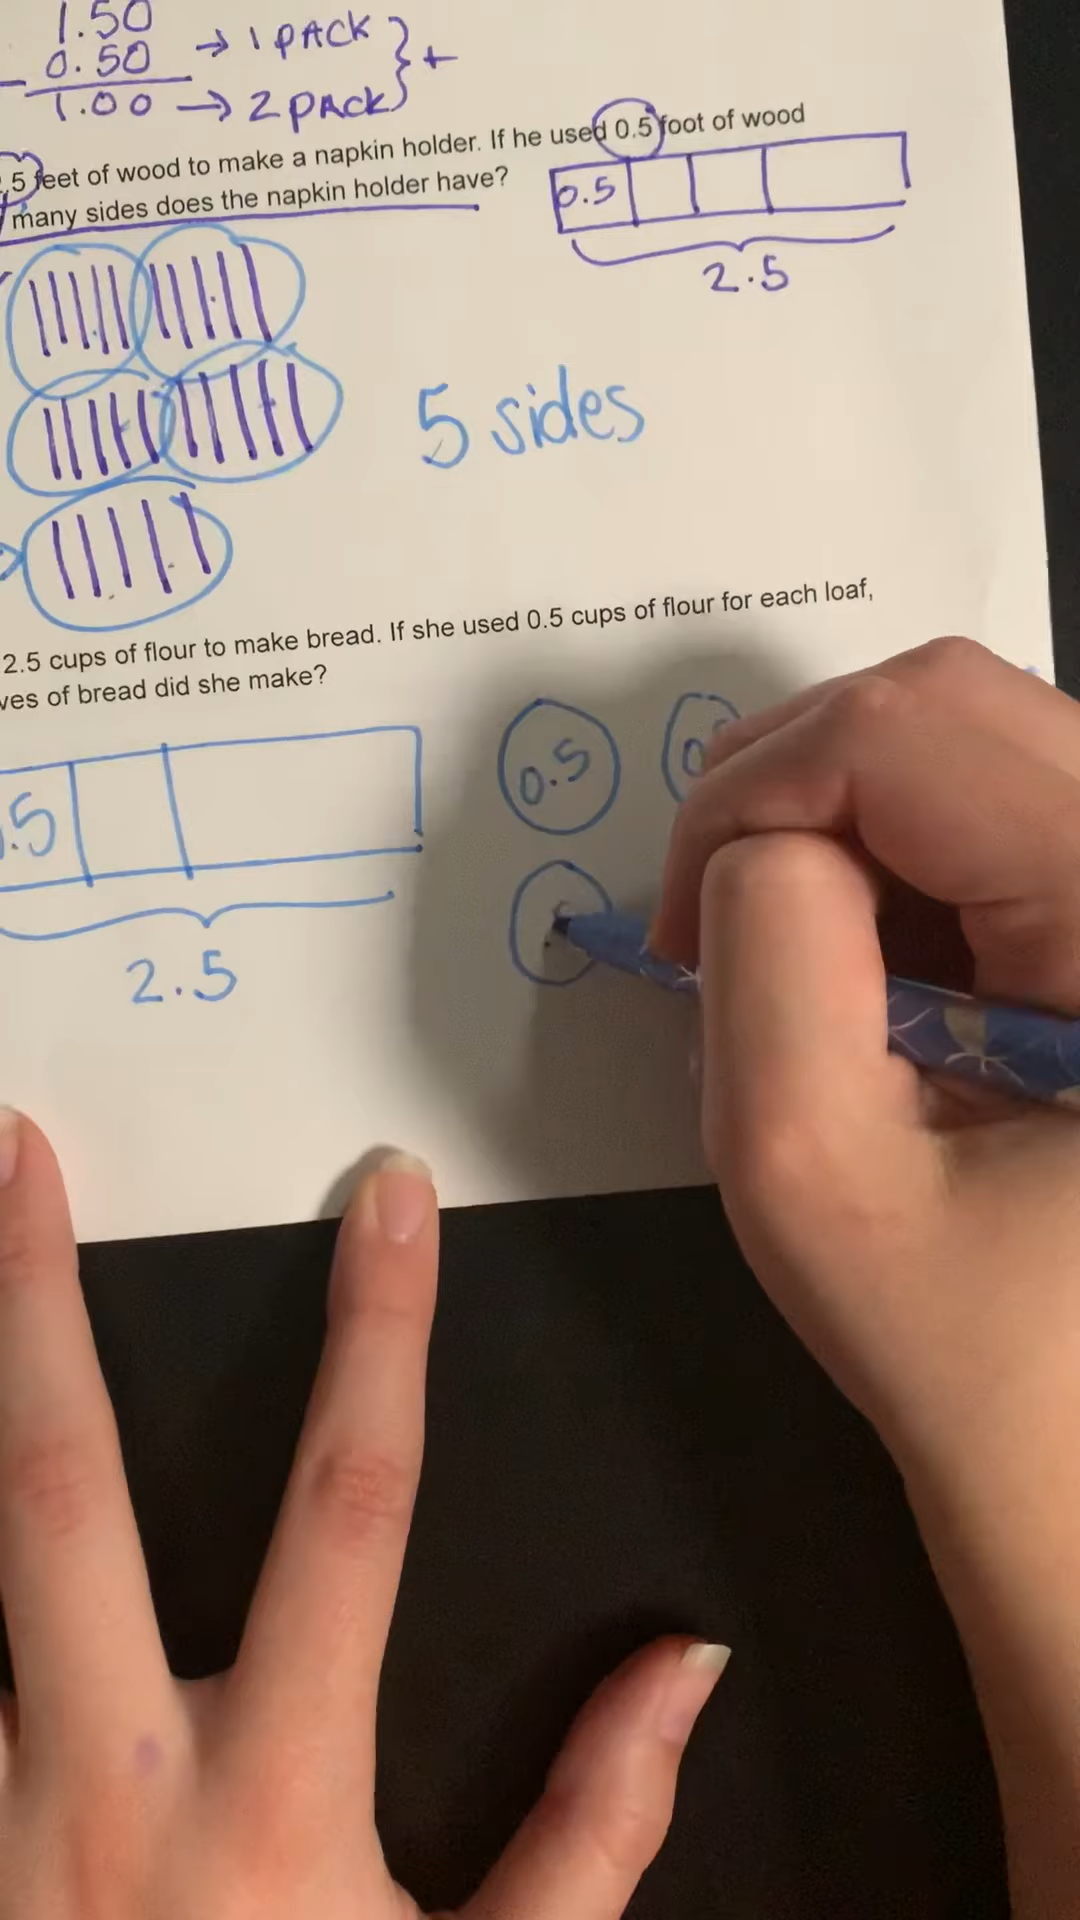 1.50
- 0.50 → 1 PACK
1.00 → 2 PACK } +
.5 feet of wood to make a napkin holder. If he used 0.5 foot of wood
many sides does the napkin holder have?
0.5
2.5
5 sides
2.5 cups of flour to make bread. If she used 0.5 cups of flour for each loaf,
ves of bread did she make?
.5
0.5
2.5